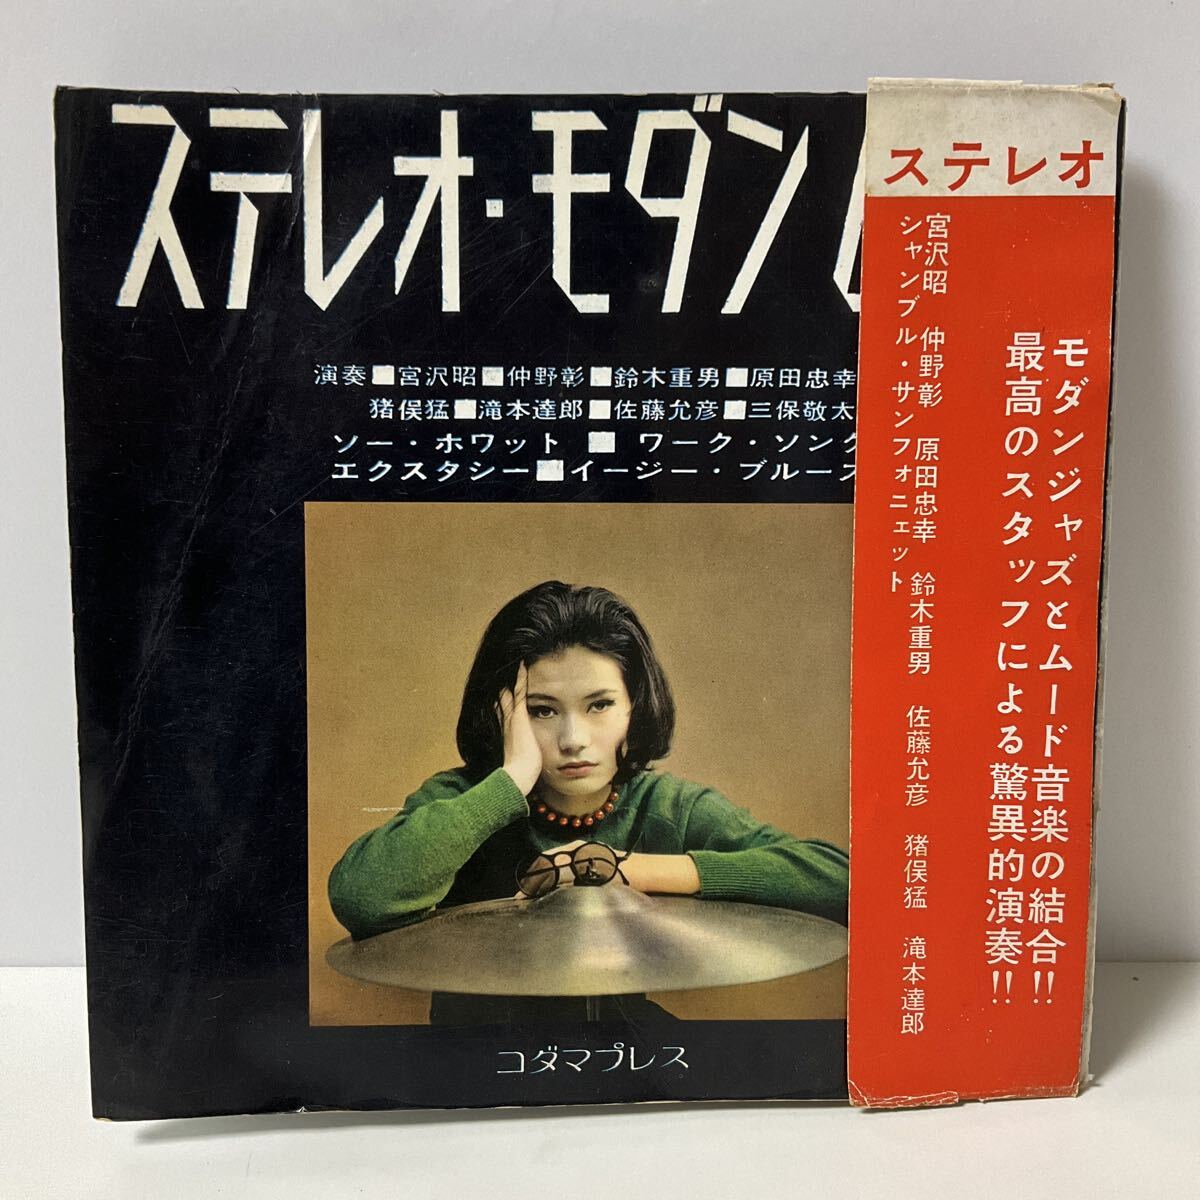 ステレオ・モダン
演奏■宮沢昭■仲野彰■鈴木重男■原田忠幸
猪俣猛■滝本達郎■佐藤允彦■三保敬太
ソー・ホワット■ワーク・ソング
エクスタシー■イージー・ブルース
コダマプレス
ステレオ
モダンジャズとムード音楽の結合!!
最高のスタッフによる驚異的演奏!!
宮沢昭 仲野彰 原田忠幸 鈴木重男 佐藤允彦 猪俣猛 滝本達郎
シャンブル・サンフォニェット